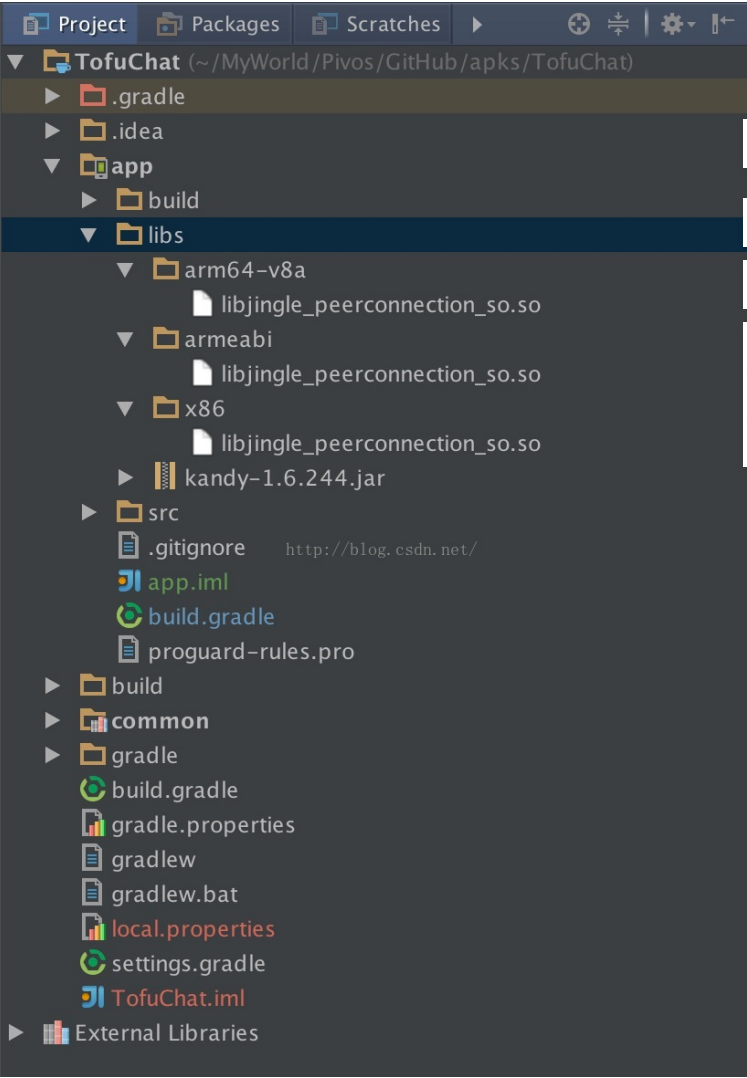 Project Packages Scratches
TofuChat (~/MyWorld/Pivos/GitHub/apks/TofuChat)
.gradle
.idea
app
build
libs
arm64-v8a
libjingle_peerconnection_so.so
armeabi
libjingle_peerconnection_so.so
x86
libjingle_peerconnection_so.so
kandy-1.6.244.jar
src
.gitignore http://blog.csdn.net/
app.iml
build.gradle
proguard-rules.pro
build
common
gradle
build.gradle
gradle.properties
gradlew
gradlew.bat
local.properties
settings.gradle
TofuChat.iml
External Libraries